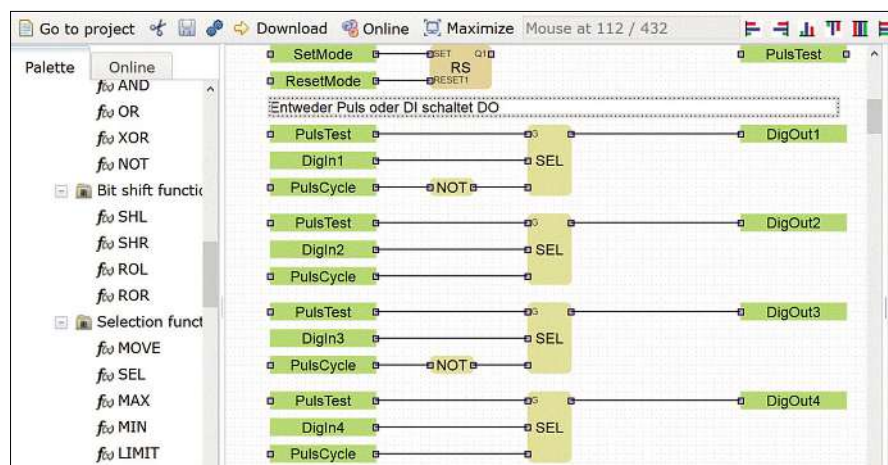 Go to project Download Online Maximize Mouse at 112 / 432
Palette Online
AND
OR
XOR
NOT
Bit shift functic
SHL
SHR
ROL
ROR
Selection funct
MOVE
SEL
MAX
MIN
LIMIT
SetMode SET Q1 PulsTest
RS
ResetMode RESET1
Entweder Puls oder DI schaltet DO
PulsTest G DigOut1
DigIn1 SEL
PulsCycle NOT
PulsTest G DigOut2
DigIn2 SEL
PulsCycle
PulsTest G DigOut3
DigIn3 SEL
PulsCycle NOT
PulsTest G DigOut4
DigIn4 SEL
PulsCycle